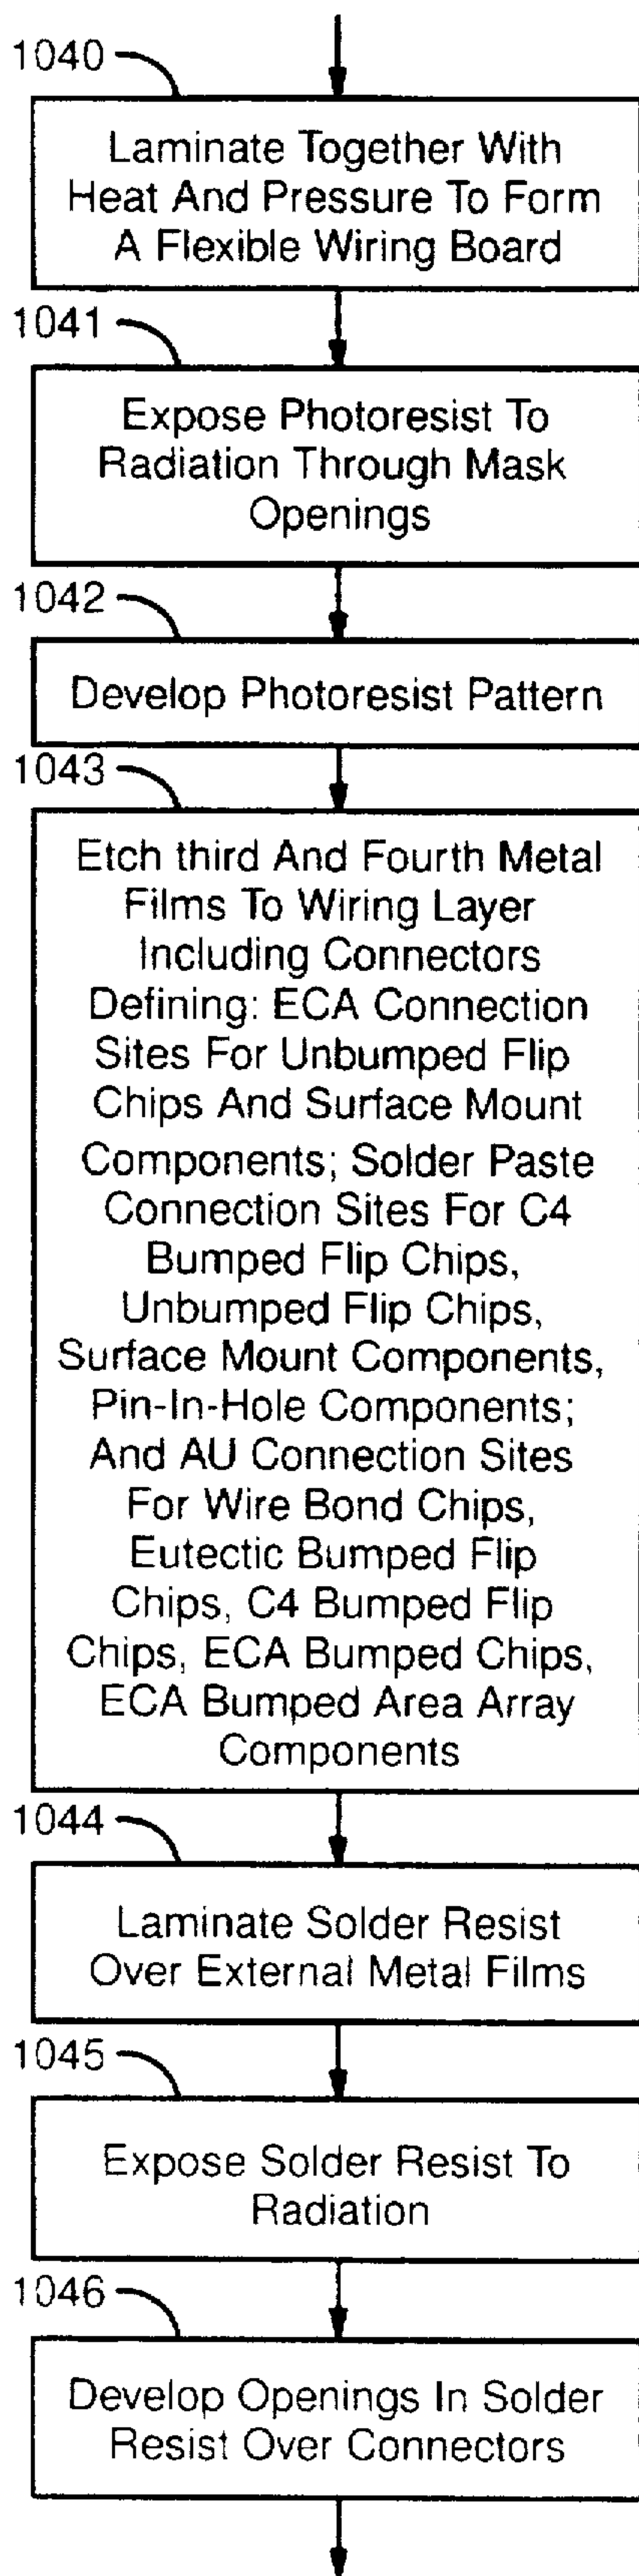 1040
Laminate Together With
Heat And Pressure To Form
A Flexible Wiring Board
1041
Expose Photoresist To
Radiation Through Mask
Openings
1042
Develop Photoresist Pattern
1043
Etch third And Fourth Metal
Films To Wiring Layer
Including Connectors
Defining: ECA Connection
Sites For Unbumped Flip
Chips And Surface Mount
Components; Solder Paste
Connection Sites For C4
Bumped Flip Chips,
Unbumped Flip Chips,
Surface Mount Components,
Pin-In-Hole Components;
And AU Connection Sites
For Wire Bond Chips,
Eutectic Bumped Flip
Chips, C4 Bumped Flip
Chips, ECA Bumped Chips,
ECA Bumped Area Array
Components
1044
Laminate Solder Resist
Over External Metal Films
1045
Expose Solder Resist To
Radiation
1046
Develop Openings In Solder
Resist Over Connectors